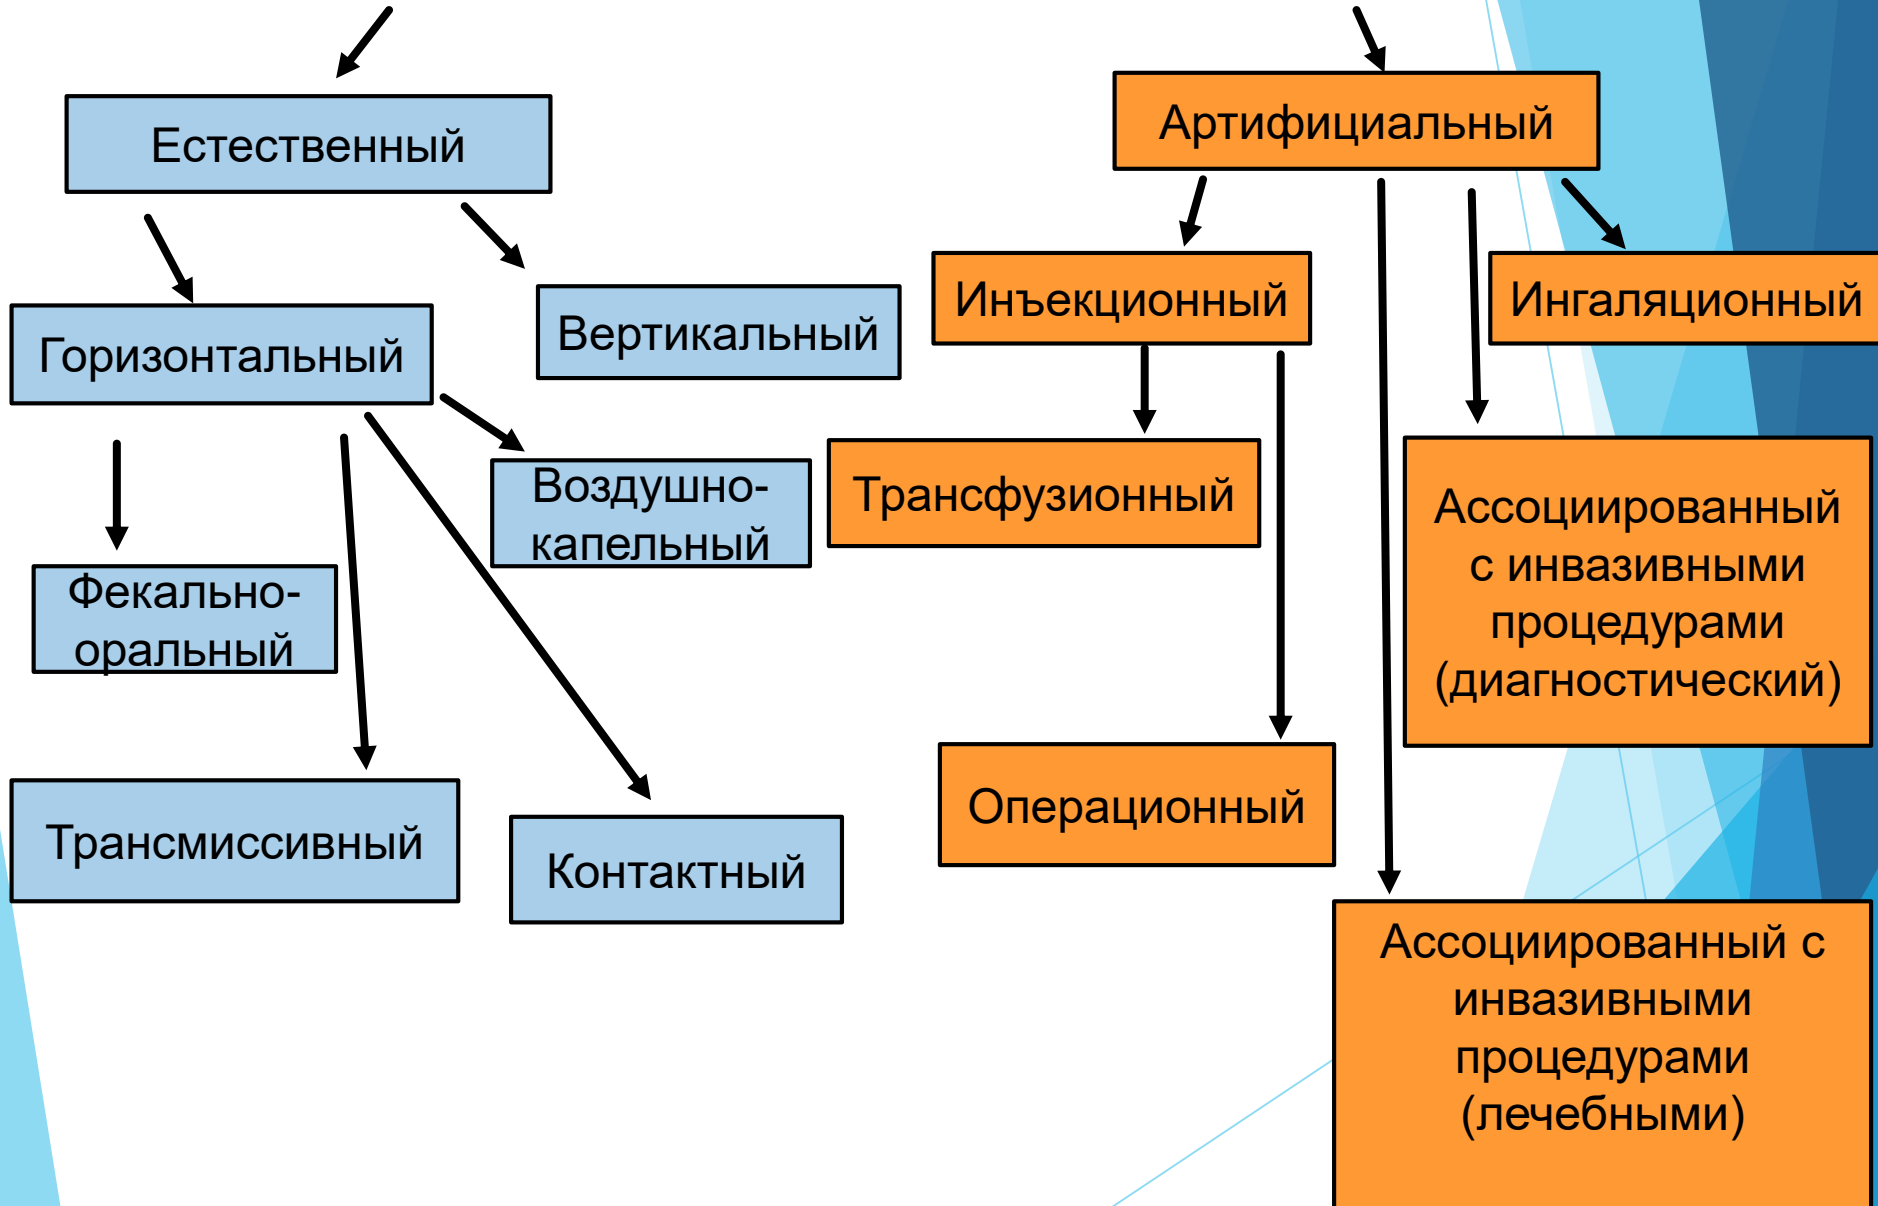 Естественный
Артифициальный
Инъекционный
Ингаляционный
Вертикальный
Горизонтальный
Воздушно-
капельный
Трансфузионный
Ассоциированный
с инвазивными
процедурами
(диагностический)
Фекально-
оральный
Операционный
Трансмиссивный
Контактный
Ассоциированный с
инвазивными
процедурами
(лечебными)